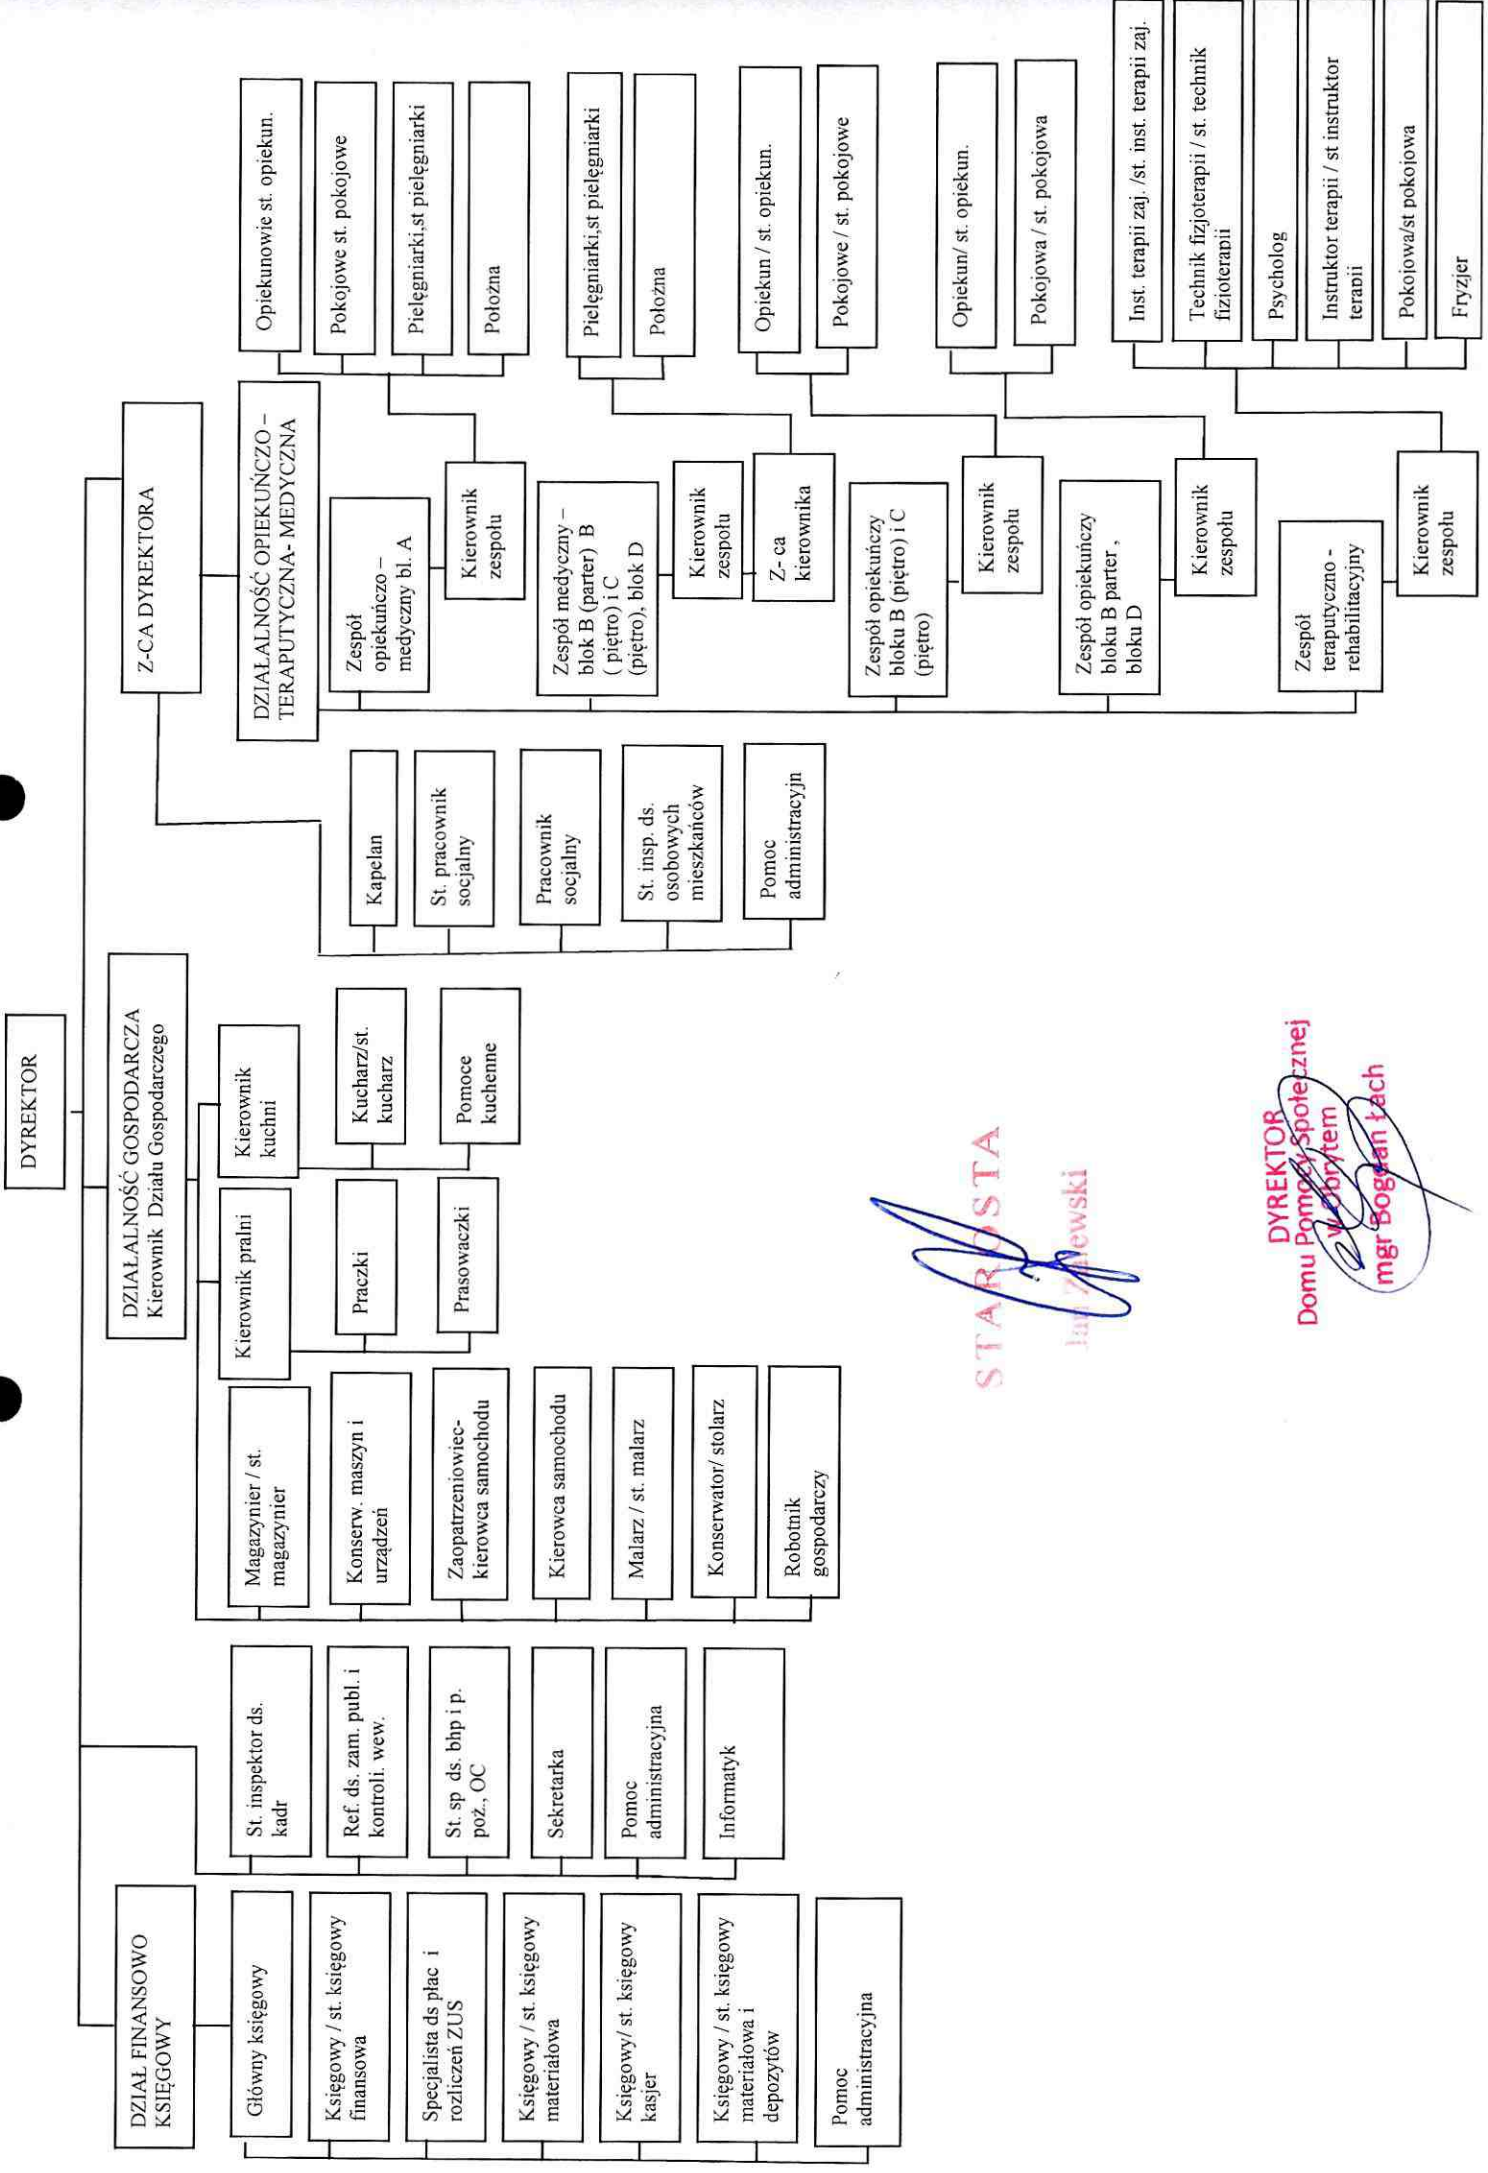 DYREKTOR
DZIAŁ FINANSOWO
KSIĘGOWY
Główny księgowy
Księgowy / st. księgowy
finansowa
Specjalista ds płac i
rozliczeń ZUS
Księgowy / st. księgowy
materiałowa
Księgowy/ st. księgowy
kasjer
Księgowy / st. księgowy
materiałowa i
depozytów
Pomoc
administracyjna
St. inspektor ds.
kadr
Ref. ds. zam. publ. i
kontroli. wew.
St. sp ds. bhp i p.
poż., OC
Sekretarka
Pomoc
administracyjna
Informatyk
DZIAŁALNOŚĆ GOSPODARCZA
Kierownik Działu Gospodarczego
Magazynier / st.
magazynier
Konserw. maszyn i
urządzeń
Zaopatrzeniowiec-
kierowca samochodu
Kierowca samochodu
Malarz / st. malarz
Konserwator/ stolarz
Robotnik
gospodarczy
Kierownik pralni
Praczki
Prasowaczki
Kierownik
kuchni
Kucharz/st.
kucharz
Pomoce
kuchenne
Z-CA DYREKTORA
Kapelan
St. pracownik
socjalny
Pracownik
socjalny
St. insp. ds.
osobowych
mieszkańców
Pomoc
administracyjn
DZIAŁALNOŚĆ OPIEKUŃCZO –
TERAPUTYCZNA- MEDYCZNA
Zespół
opiekuńczo –
medyczny bl. A
Kierownik
zespołu
Opiekunowie st. opiekun.
Pokojowe st. pokojowe
Pielęgniarki,st pielęgniarki
Położna
Zespół medyczny –
blok B (parter) B
( piętro) i C
(piętro), blok D
Kierownik
zespołu
Z- ca
kierownika
Pielęgniarki,st pielęgniarki
Położna
Zespół opiekuńczy
bloku B (piętro) i C
(piętro)
Kierownik
zespołu
Opiekun / st. opiekun.
Pokojowe / st. pokojowe
Zespół opiekuńczy
bloku B parter ,
bloku D
Kierownik
zespołu
Opiekun/ st. opiekun.
Pokojowa / st. pokojowa
Zespół
teraputyczno -
rehabilitacyjny
Kierownik
zespołu
Inst. terapii zaj. /st. inst. terapii zaj.
Technik fizjoterapii / st. technik
fizjoterapii
Psycholog
Instruktor terapii / st instruktor
terapii
Pokojowa/st pokojowa
Fryzjer
STAROSTA
Jan Zalewski
DYREKTOR
Domu Pomocy Społecznej
w Obrytem
mgr Bogdan Łach